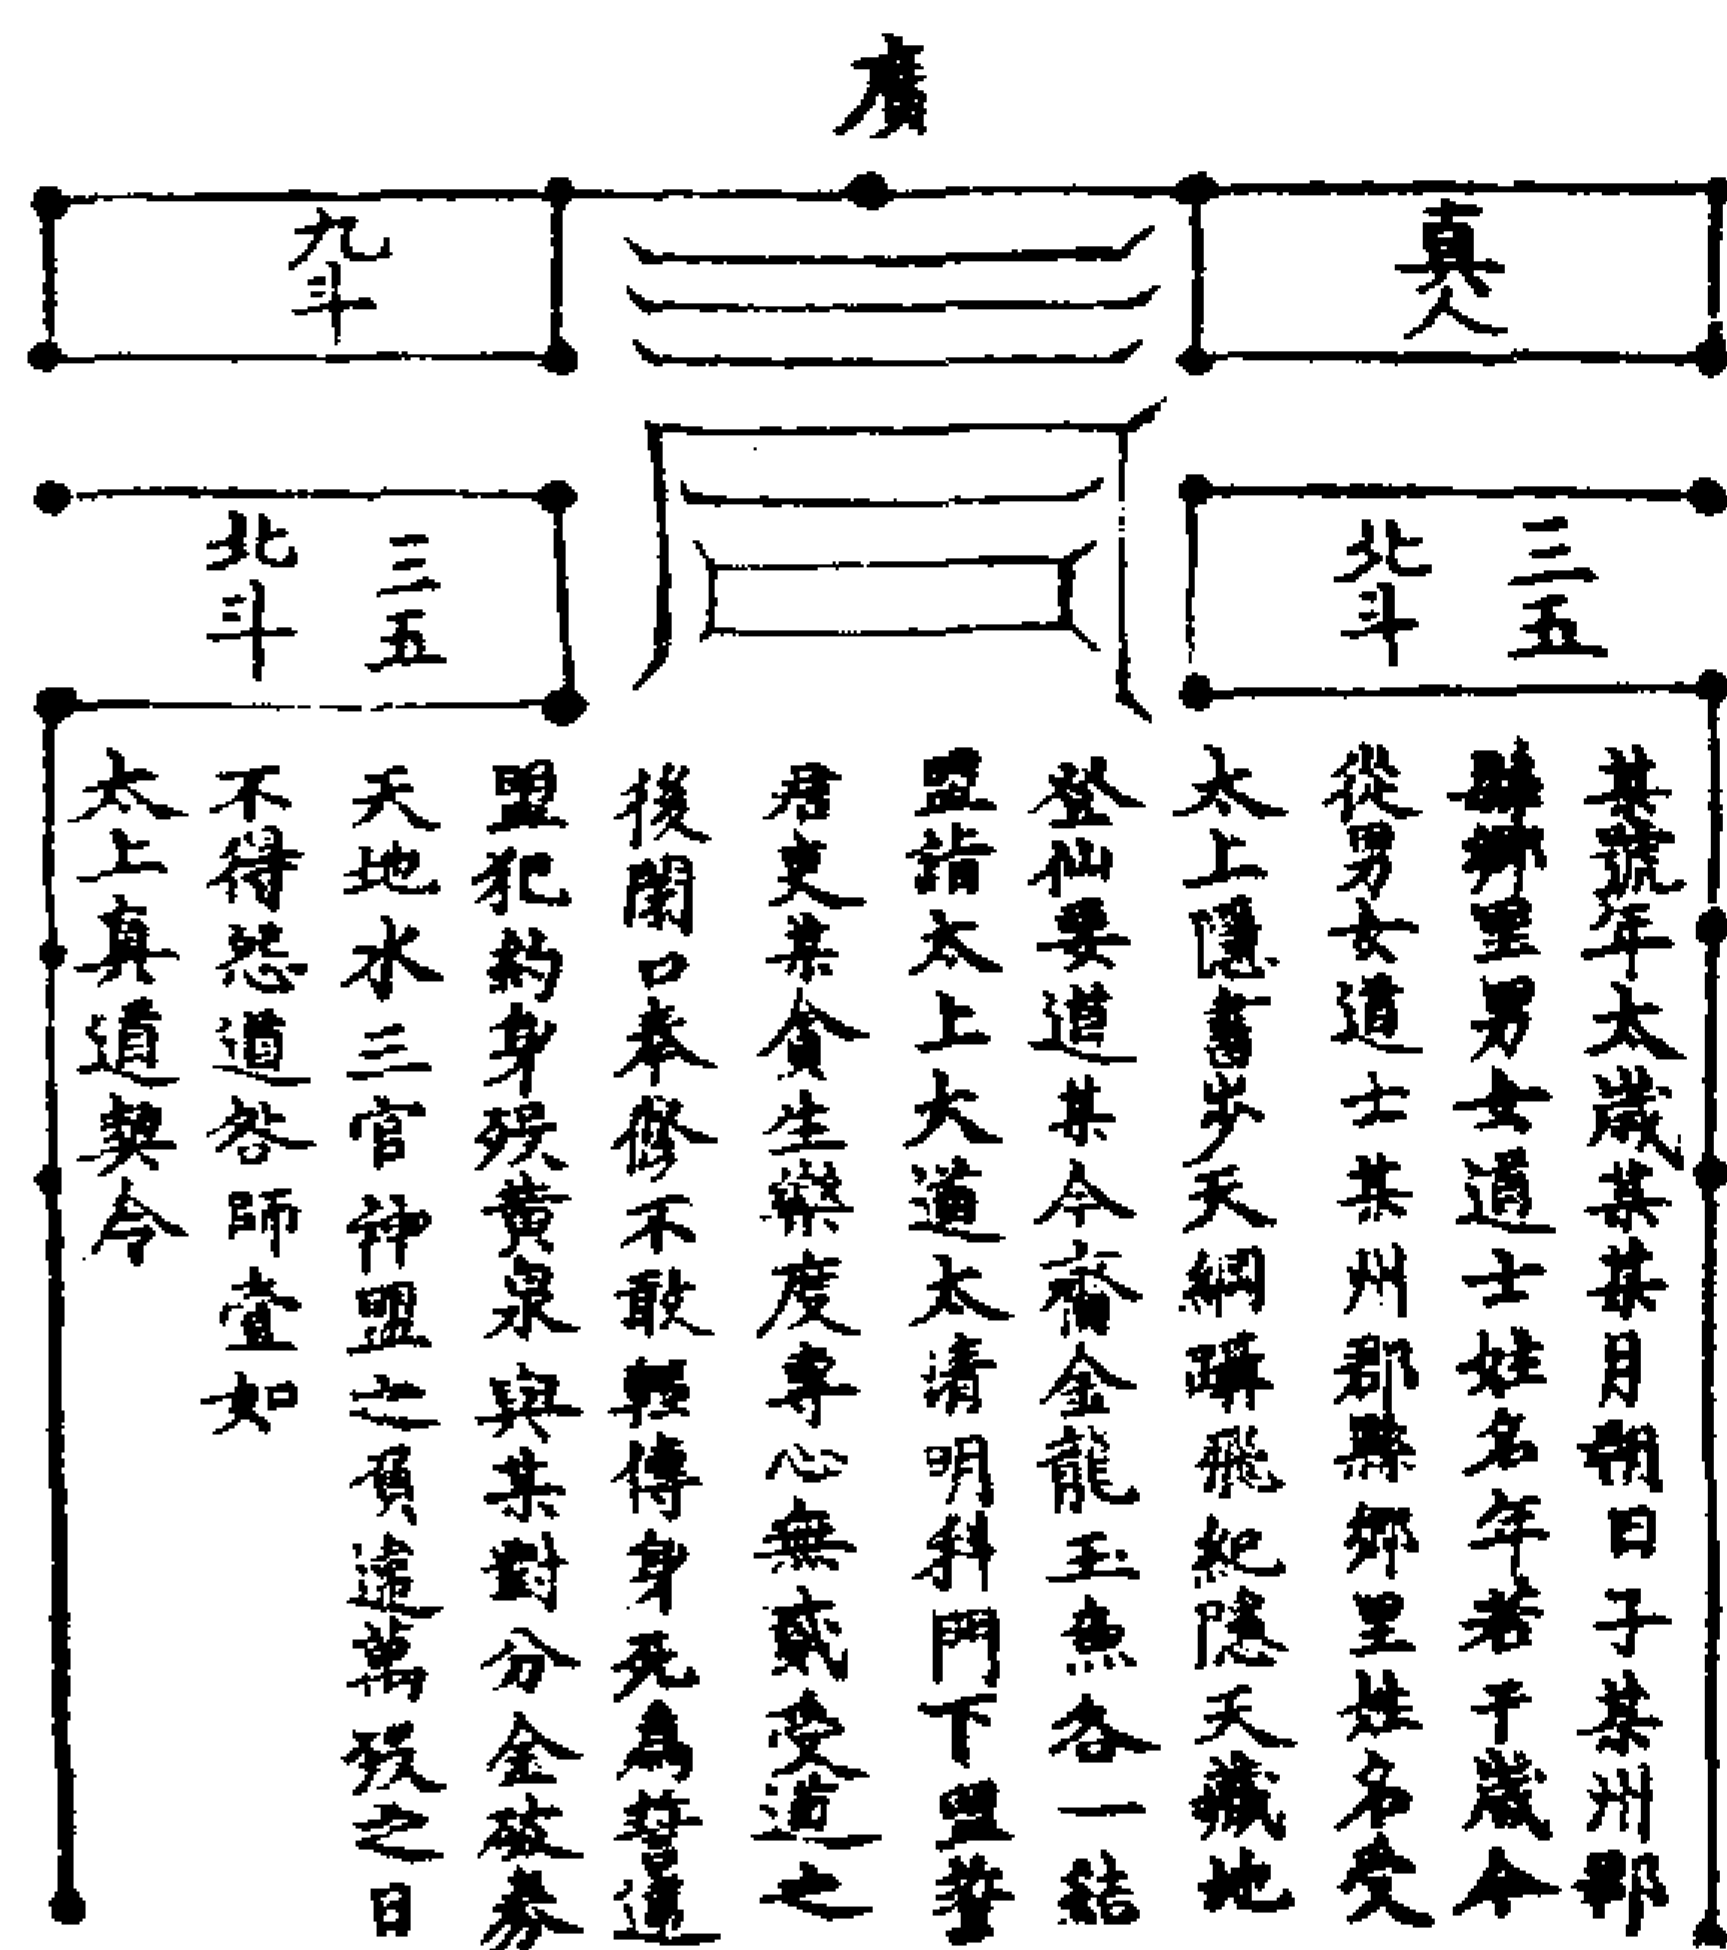 真人
九斗
三五
北斗
三五
北斗
某號年太歲某某月朔日子某州郡
縣鄉里男女道士姓名年若干歲今
從男女道士某州郡縣鄉里姓名受
太上隱書步天綱躡飛紀隱天藏地
登仙要道某今齎金龍玉魚各一結
盟詣太上大道太清明科門下盟誓
君吏某貪生樂度專心無貳受道之
後閉口奉修不敢輕傳身死為誓違
盟犯約身歿黃泉與某對分金破券
天地水三官神盟之負違萬歿之日
不得怨道咎師壹如
太上真道契令